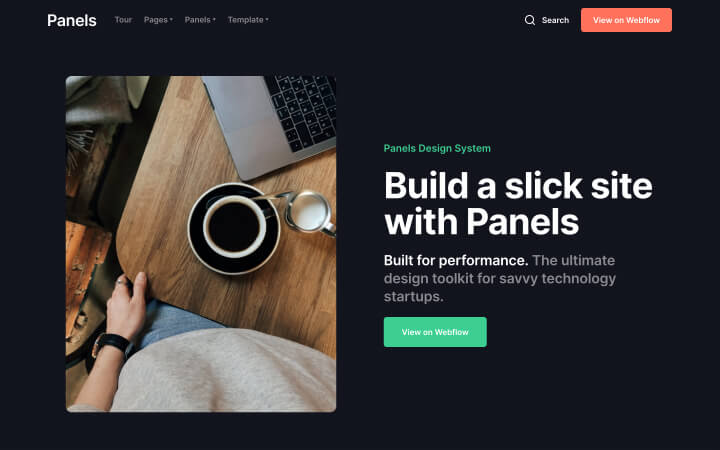 Panels Tour Pages Panels Template Search View on Webflow
Panels Design System
Build a slick site
with Panels
Built for performance. The ultimate
design toolkit for savvy technology
startups.
View on Webflow